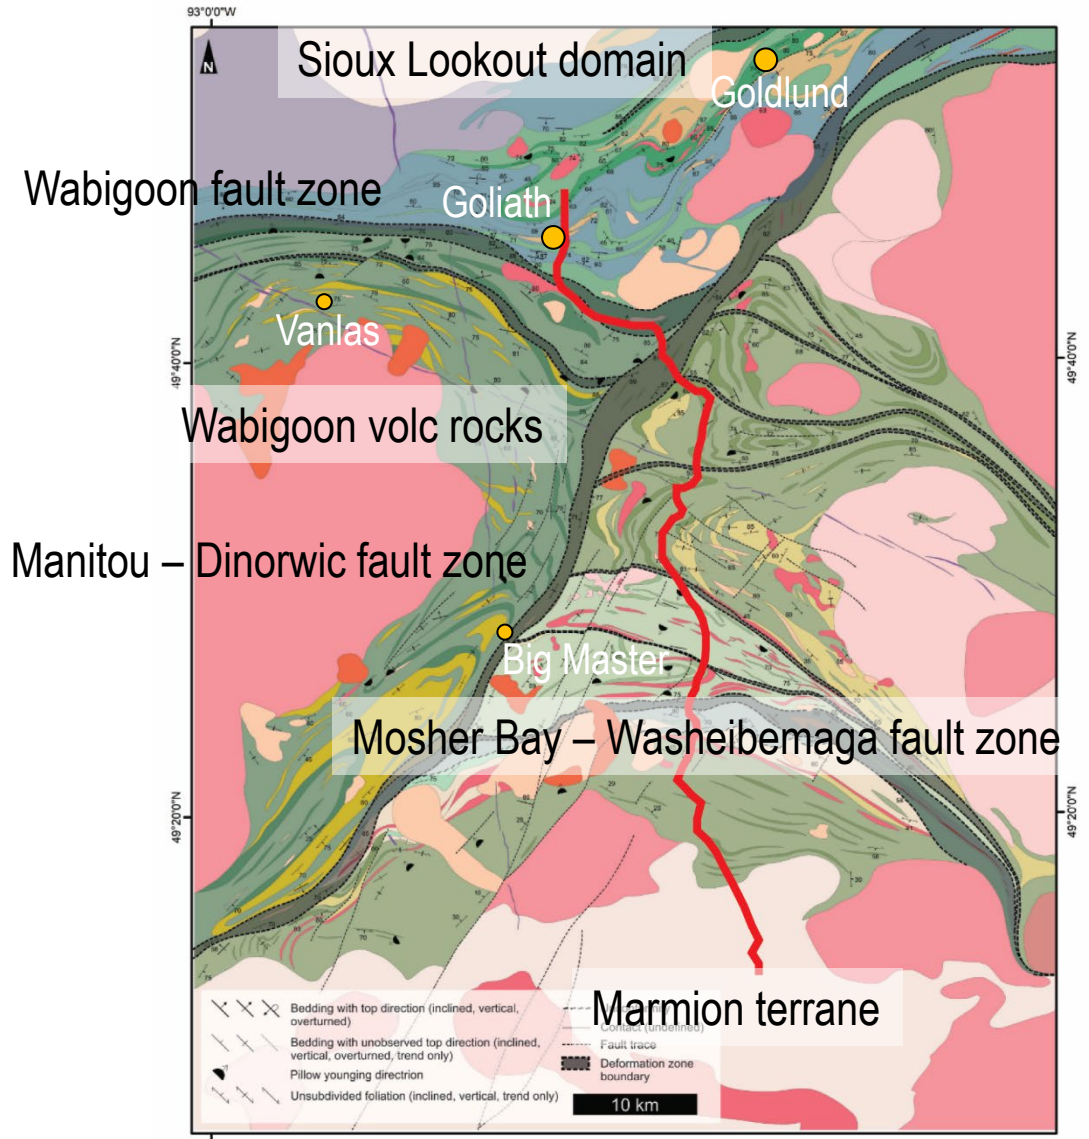 93°0'0"W
N
Sioux Lookout domain
Goldlund
Wabigoon fault zone
Goliath
Vanlas
49°40'0"N
49°40'0"N
Wabigoon volc rocks
Manitou – Dinorwic fault zone
Big Master
Mosher Bay – Washeibemaga fault zone
49°20'0"N
49°20'0"N
Marmion terrane
Bedding with top direction (inclined, vertical,
overturned)
Bedding with unobserved top direction (inclined,
vertical, overturned, trend only)
Pillow younging direction
Unsubdivided foliation (inclined, vertical, trend only)
Contact (undefined)
Fault trace
Deformation zone
boundary
10 km